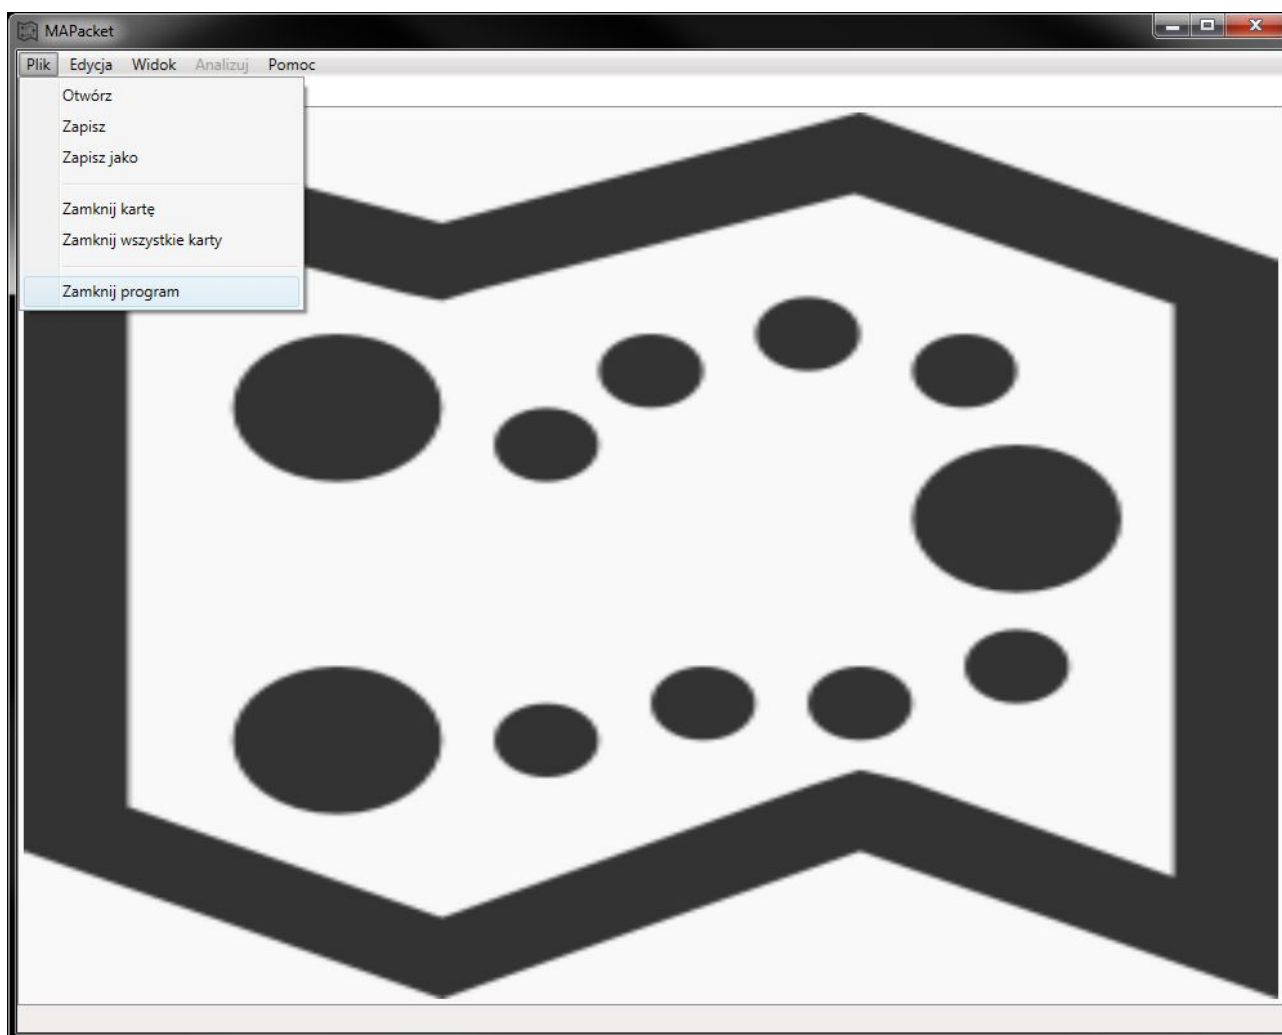 MAPacket
Plik Edycja Widok Analizuj Pomoc
Otwórz
Zapisz
Zapisz jako
Zamknij kartę
Zamknij wszystkie karty
Zamknij program